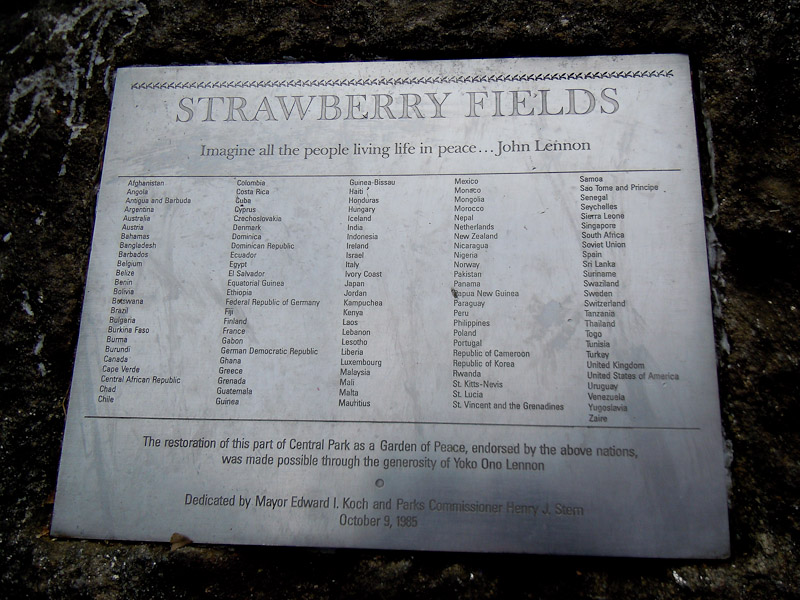 STRAWBERRY FIELDS
Imagine all the people living life in peace... John Lennon
Afghanistan
Angola
Antigua and Barbuda
Argentina
Australia
Austria
Bahamas
Bangladesh
Barbados
Belgium
Belize
Benin
Bolivia
Botswana
Brazil
Bulgaria
Burkina Faso
Burma
Burundi
Canada
Cape Verde
Central African Republic
Chad
Chile
Colombia
Costa Rica
Cuba
Cyprus
Czechoslovakia
Denmark
Dominica
Dominican Republic
Ecuador
Egypt
El Salvador
Equatorial Guinea
Ethiopia
Federal Republic of Germany
Fiji
Finland
France
Gabon
German Democratic Republic
Ghana
Greece
Grenada
Guatemala
Guinea
Guinea-Bissau
Haiti
Honduras
Hungary
Iceland
India
Indonesia
Ireland
Israel
Italy
Ivory Coast
Japan
Jordan
Kampuchea
Kenya
Laos
Lebanon
Lesotho
Liberia
Luxembourg
Malaysia
Mali
Malta
Mauhitius
Mexico
Monaco
Mongolia
Morocco
Nepal
Netherlands
New Zealand
Nicaragua
Nigeria
Norway
Pakistan
Panama
Papua New Guinea
Paraguay
Peru
Philippines
Poland
Portugal
Republic of Cameroon
Republic of Korea
Rwanda
St. Kitts-Nevis
St. Lucia
St. Vincent and the Grenadines
Samoa
Sao Tome and Principe
Senegal
Seychelles
Sierra Leone
Singapore
South Africa
Soviet Union
Spain
Sri Lanka
Suriname
Swaziland
Sweden
Switzerland
Tanzania
Thailand
Togo
Tunisia
Turkey
United Kingdom
United States of America
Uruguay
Venezuela
Yugoslavia
Zaire
The restoration of this part of Central Park as a Garden of Peace, endorsed by the above nations,
was made possible through the generosity of Yoko Ono Lennon
Dedicated by Mayor Edward I. Koch and Parks Commissioner Henry J. Stern
October 9, 1985